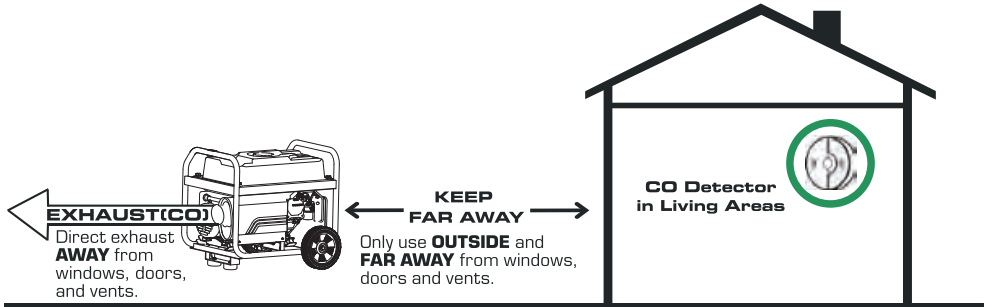 EXHAUST(CO)
Direct exhaust
AWAY from
windows, doors,
and vents.
KEEP
FAR AWAY
Only use OUTSIDE and
FAR AWAY from windows,
doors and vents.
CO Detector
in Living Areas